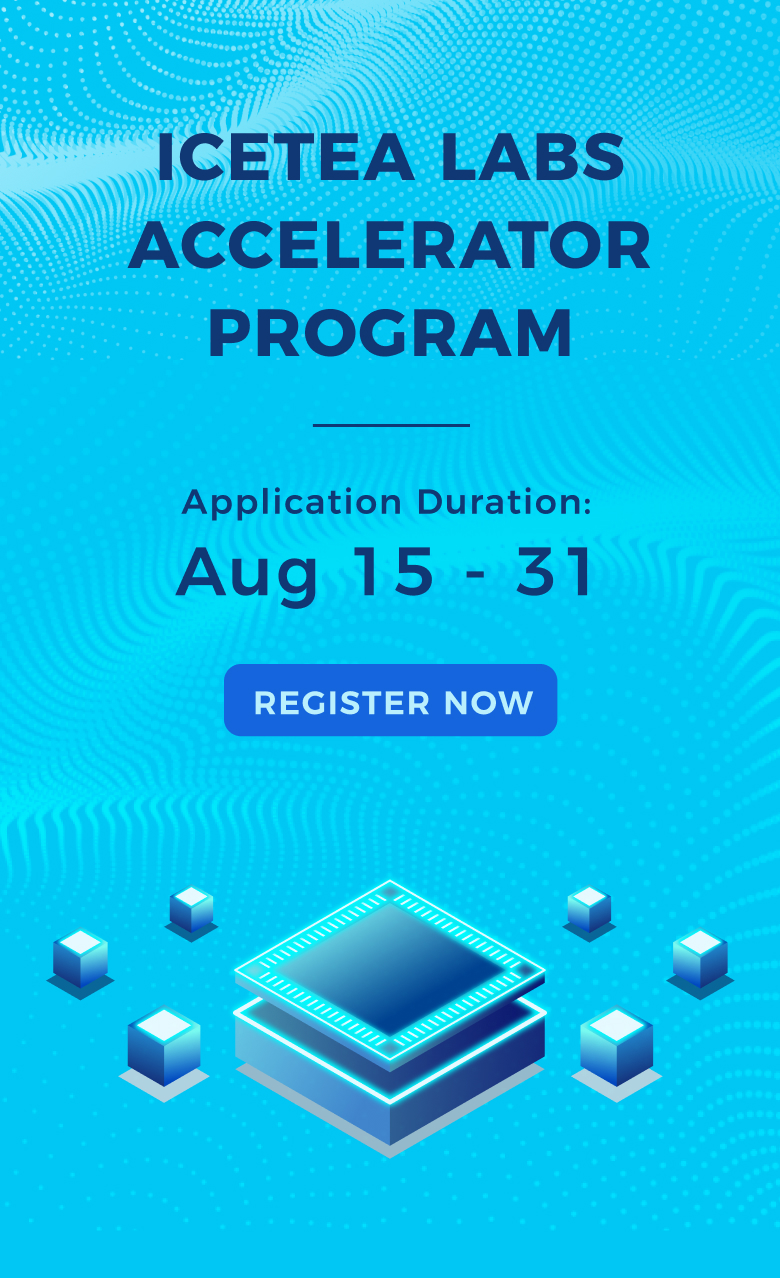 ICETEA LABS
ACCELERATOR
PROGRAM
Application Duration:
Aug 15 - 31
REGISTER NOW